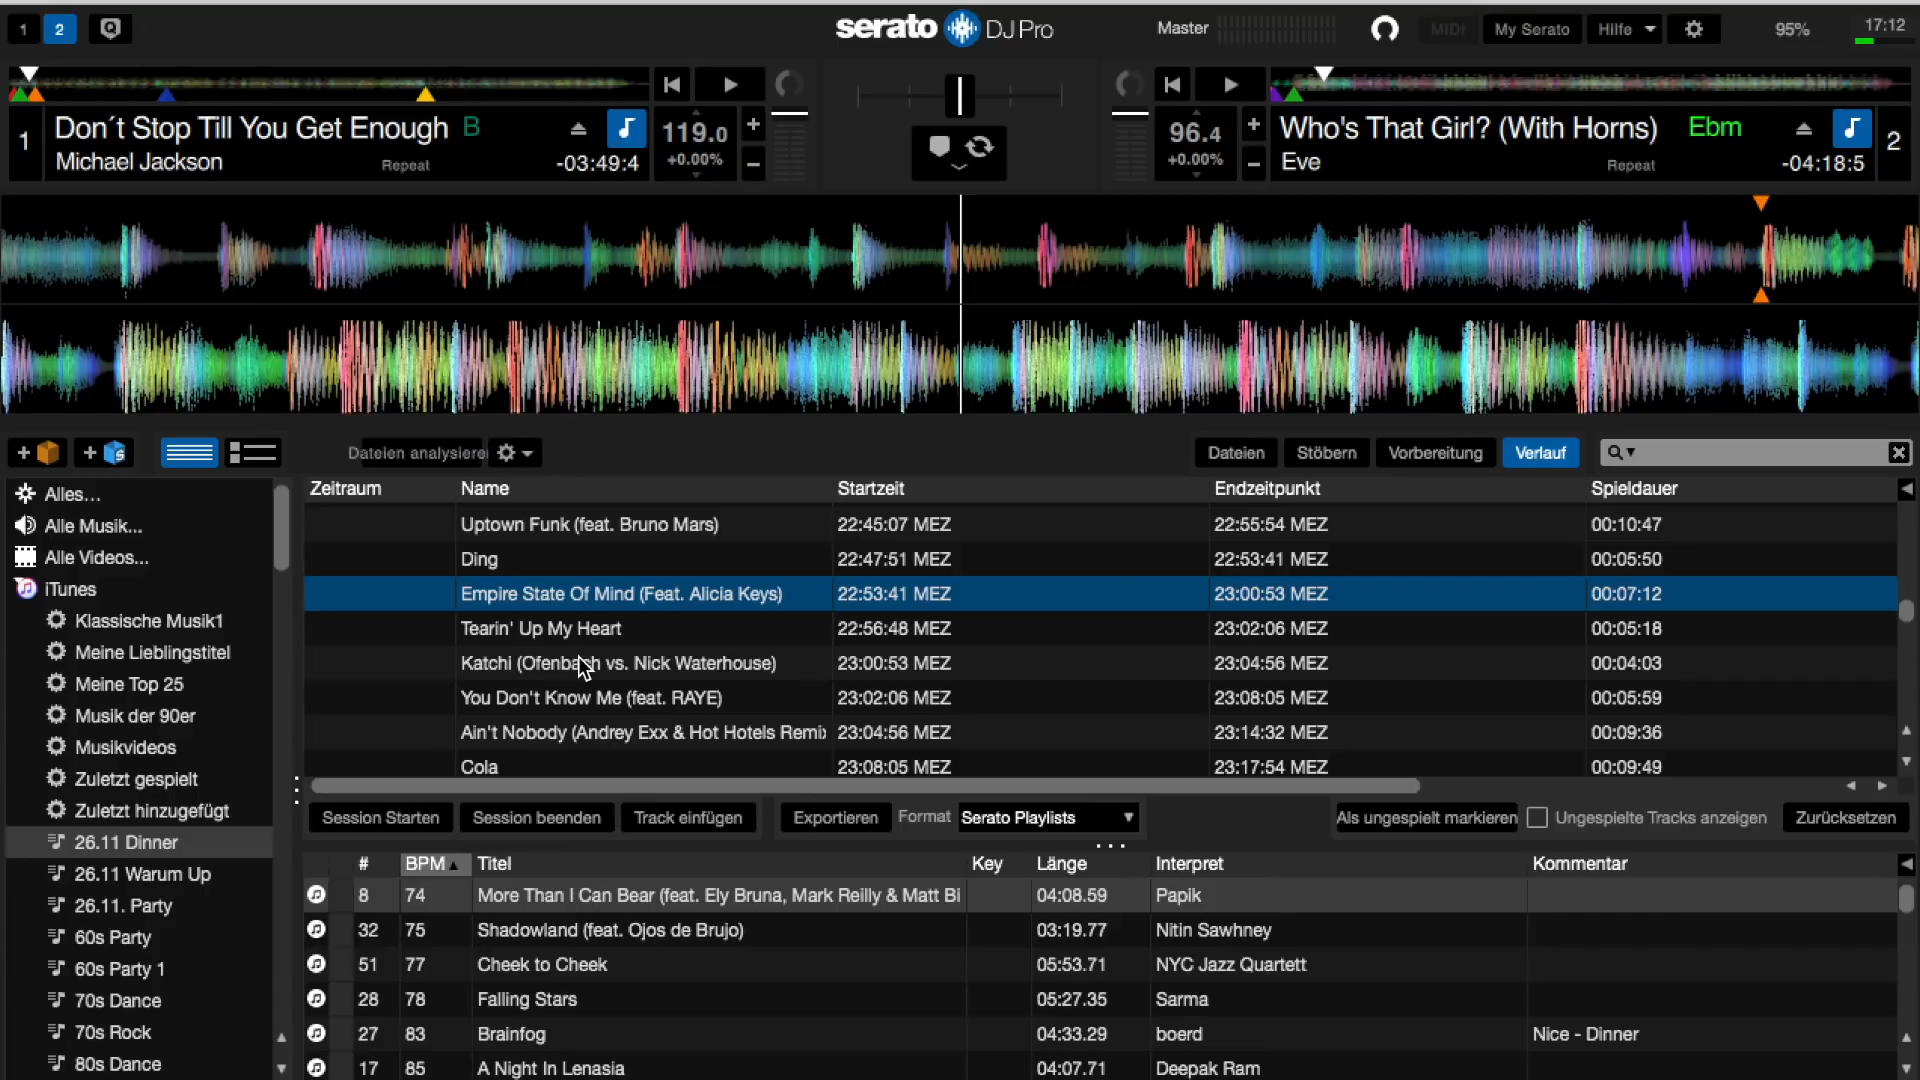 1 2
serato DJ Pro
Master
MIDI
My Serato
Hilfe
95%
17:12
1
Don´t Stop Till You Get Enough B
Michael Jackson
Repeat
-03:49:4
119.0
+0.00%
96.4
+0.00%
Who's That Girl? (With Horns) Ebm
Eve
Repeat
-04:18:5
2
Dateien analysieren
Dateien Stöbern Vorbereitung Verlauf
Alles...
Alle Musik...
Alle Videos...
iTunes
Klassische Musik1
Meine Lieblingstitel
Meine Top 25
Musik der 90er
Musikvideos
Zuletzt gespielt
Zuletzt hinzugefügt
26.11 Dinner
26.11 Warum Up
26.11. Party
60s Party
60s Party 1
70s Dance
70s Rock
80s Dance
Zeitraum Name Startzeit Endzeitpunkt Spieldauer
Uptown Funk (feat. Bruno Mars) 22:45:07 MEZ 22:55:54 MEZ 00:10:47
Ding 22:47:51 MEZ 22:53:41 MEZ 00:05:50
Empire State Of Mind (Feat. Alicia Keys) 22:53:41 MEZ 23:00:53 MEZ 00:07:12
Tearin' Up My Heart 22:56:48 MEZ 23:02:06 MEZ 00:05:18
Katchi (Ofenbach vs. Nick Waterhouse) 23:00:53 MEZ 23:04:56 MEZ 00:04:03
You Don't Know Me (feat. RAYE) 23:02:06 MEZ 23:08:05 MEZ 00:05:59
Ain't Nobody (Andrey Exx & Hot Hotels Remix 23:04:56 MEZ 23:14:32 MEZ 00:09:36
Cola 23:08:05 MEZ 23:17:54 MEZ 00:09:49
Session Starten Session beenden Track einfügen Exportieren Format Serato Playlists Als ungespielt markieren Ungespielte Tracks anzeigen Zurücksetzen
# BPM Titel Key Länge Interpret Kommentar
8 74 More Than I Can Bear (feat. Ely Bruna, Mark Reilly & Matt Bi 04:08.59 Papik
32 75 Shadowland (feat. Ojos de Brujo) 03:19.77 Nitin Sawhney
51 77 Cheek to Cheek 05:53.71 NYC Jazz Quartett
28 78 Falling Stars 05:27.35 Sarma
27 83 Brainfog 04:33.29 boerd Nice - Dinner
17 85 A Night In Lenasia 04:07.71 Deepak Ram